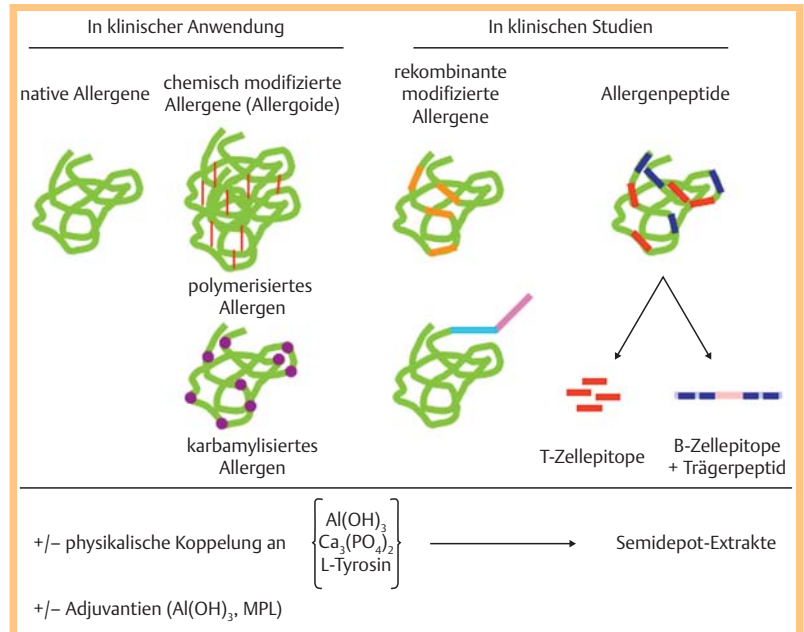 In klinischer Anwendung
In klinischen Studien
native Allergene
chemisch modifizierte
Allergene (Allergoide)
rekombinante
modifizierte
Allergene
Allergenpeptide
polymerisiertes
Allergen
karbamylisiertes
Allergen
T-Zellepitope
B-Zellepitope
+ Trägerpeptid
+/– physikalische Koppelung an
Al(OH)₃
Ca₃(PO₄)₂
L-Tyrosin
Semidepot-Extrakte
+/– Adjuvantien (Al(OH)₃, MPL)